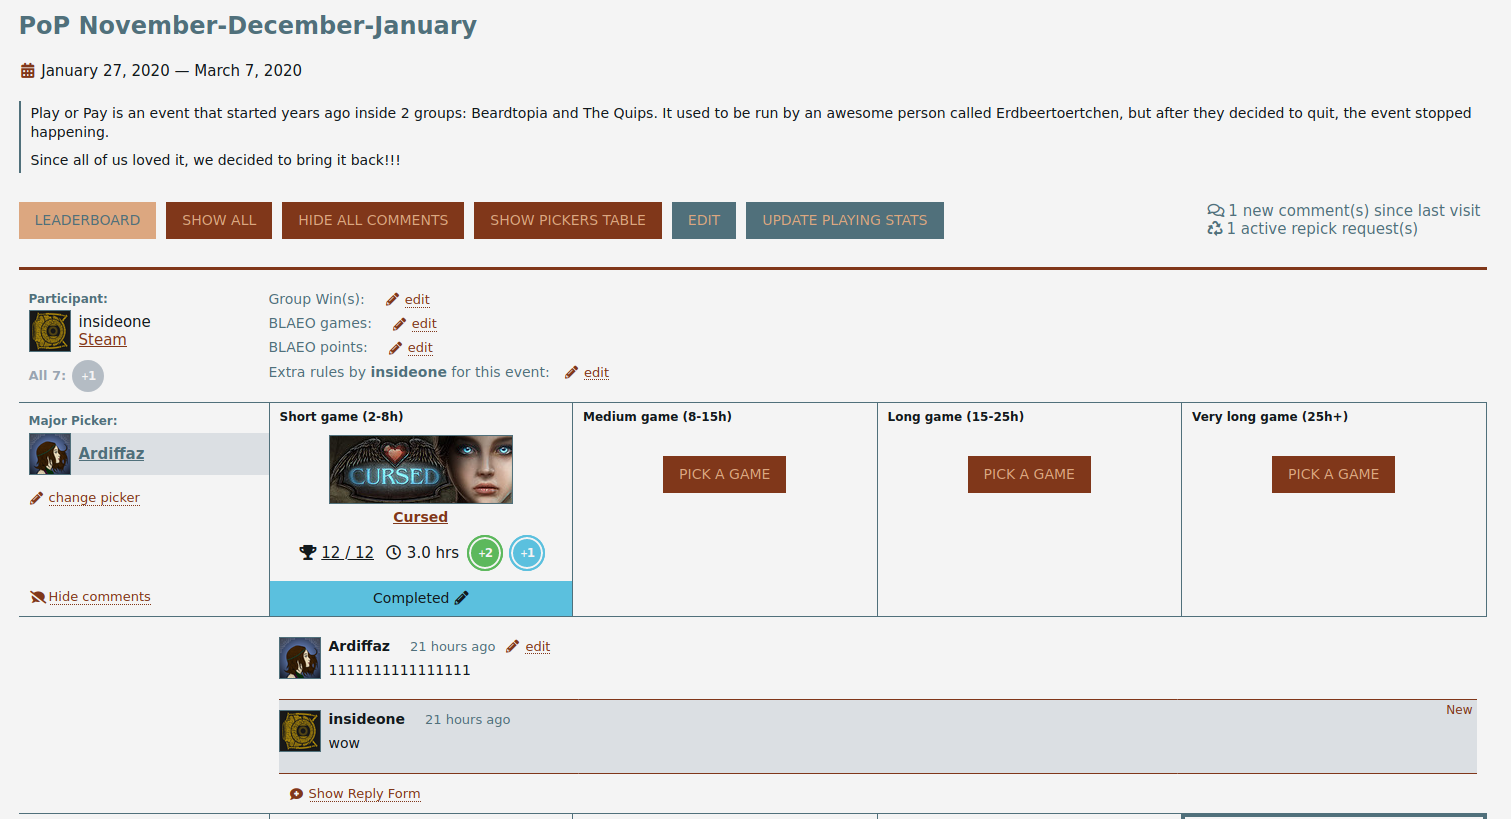 PoP November-December-January
January 27, 2020 — March 7, 2020
Play or Pay is an event that started years ago inside 2 groups: Beardtopia and The Quips. It used to be run by an awesome person called Erdbeertoertchen, but after they decided to quit, the event stopped
happening.
Since all of us loved it, we decided to bring it back!!!
LEADERBOARD SHOW ALL HIDE ALL COMMENTS SHOW PICKERS TABLE EDIT UPDATE PLAYING STATS
1 new comment(s) since last visit
1 active repick request(s)
Participant:
insideone
Steam
All 7: +1
Group Win(s): edit
BLAEO games: edit
BLAEO points: edit
Extra rules by insideone for this event: edit
Major Picker:
Ardiffaz
change picker
Hide comments
Short game (2-8h)
CURSED
Cursed
12 / 12 3.0 hrs +2 +1
Completed
Medium game (8-15h)
PICK A GAME
Long game (15-25h)
PICK A GAME
Very long game (25h+)
PICK A GAME
Ardiffaz 21 hours ago edit
1111111111111111
insideone 21 hours ago
New
wow
Show Reply Form